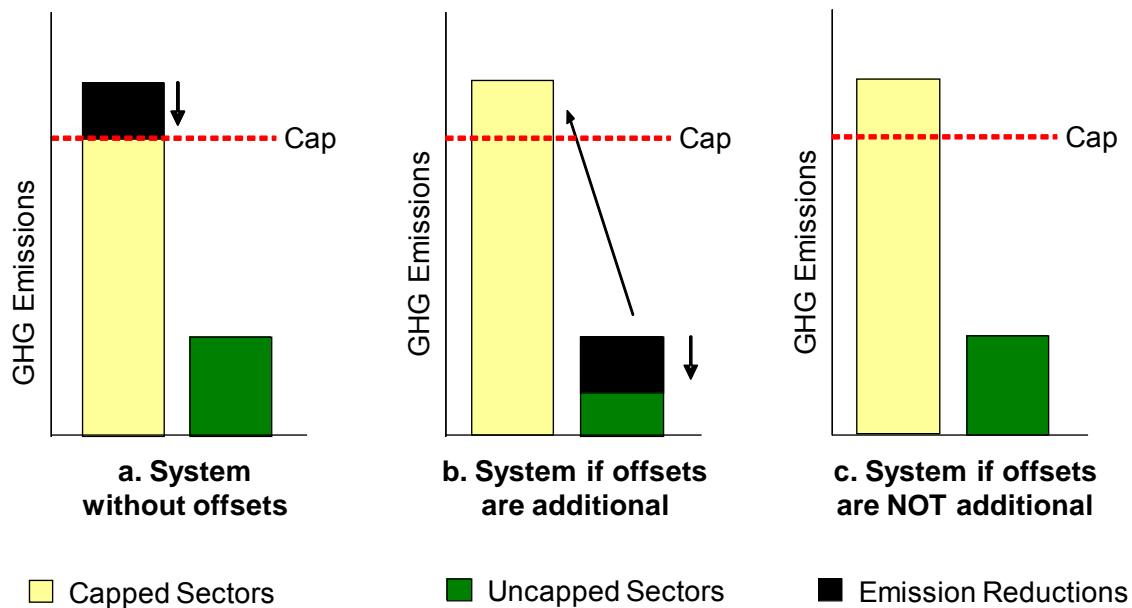 GHG Emissions
Cap
a. System
without offsets
GHG Emissions
Cap
b. System if offsets
are additional
GHG Emissions
Cap
c. System if offsets
are NOT additional
Capped Sectors
Uncapped Sectors
Emission Reductions